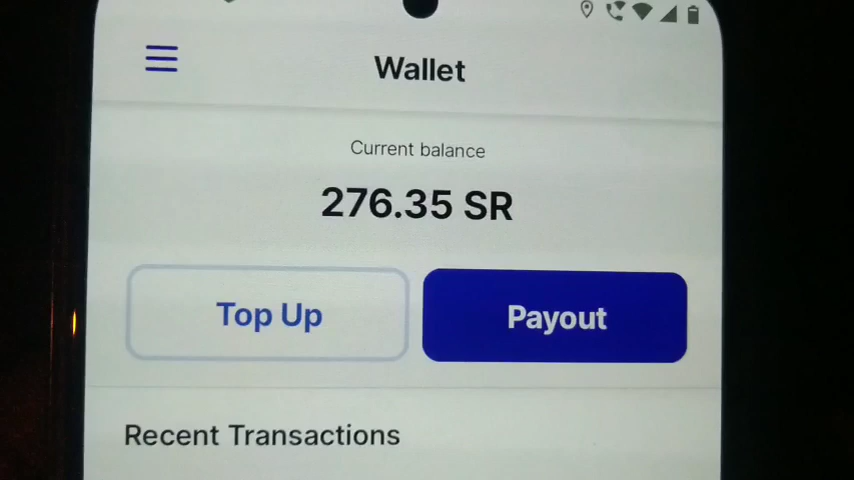 Wallet
Current balance
276.35 SR
Top Up
Payout
Recent Transactions